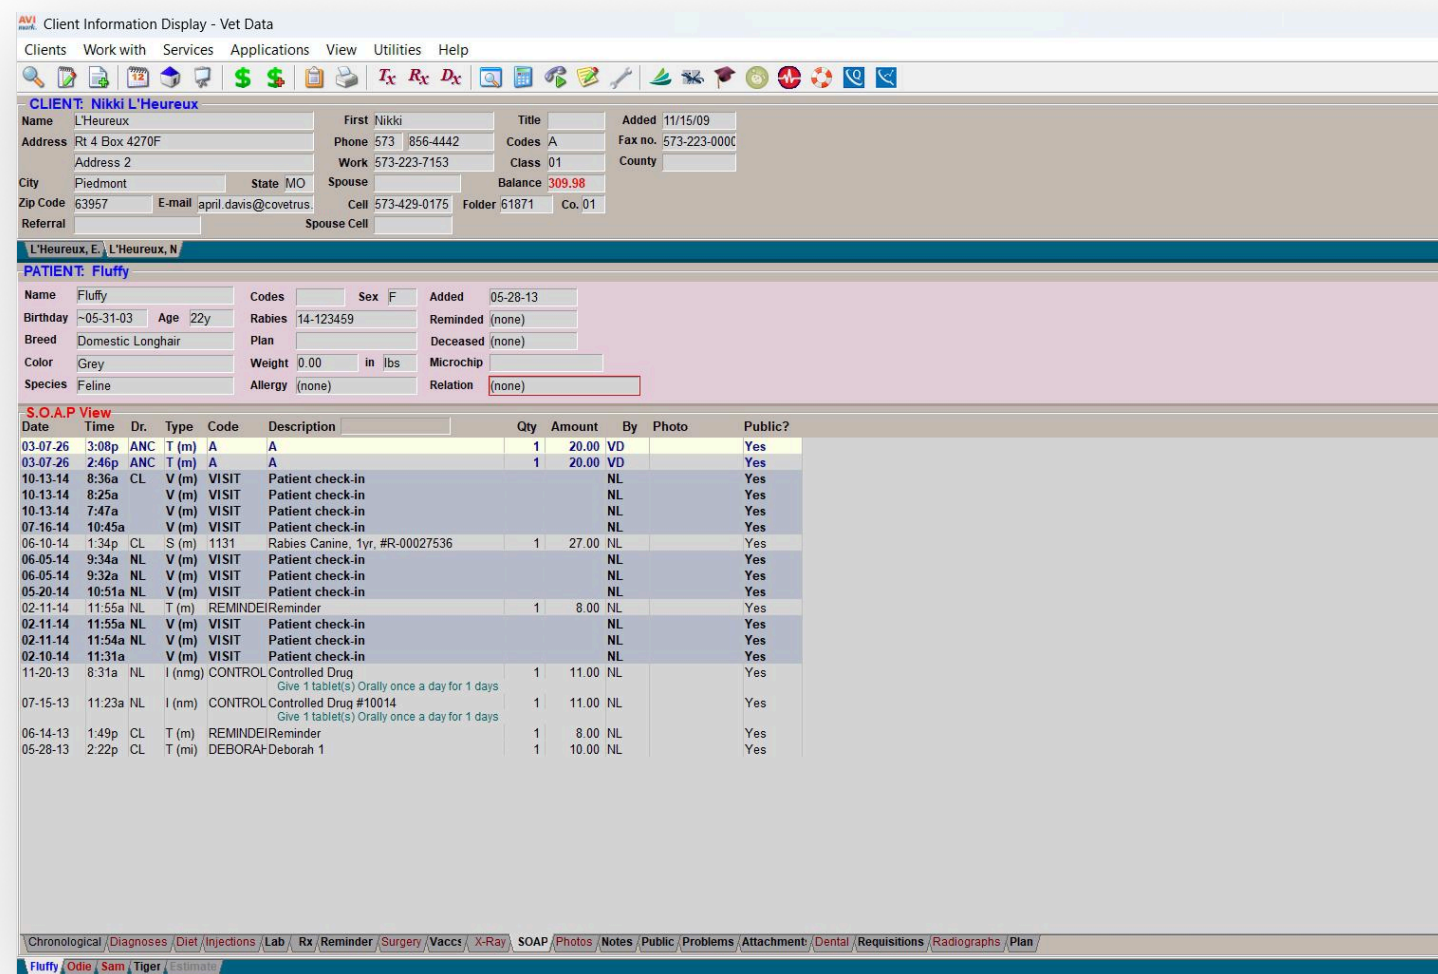 AVI mark. Client Information Display - Vet Data
Clients Work with Services Applications View Utilities Help
12 $ $ Tx Rx Dx
CLIENT: Nikki L'Heureux
Name L'Heureux First Nikki Title Added 11/15/09
Address Rt 4 Box 4270F Phone 573 856-4442 Codes A Fax no. 573-223-000C
Address 2 Work 573-223-7153 Class 01 County
City Piedmont State MO Spouse Balance 309.98
Zip Code 63957 E-mail april.davis@covetrus. Cell 573-429-0175 Folder 61871 Co. 01
Referral Spouse Cell
L'Heureux, E. L'Heureux, N
PATIENT: Fluffy
Name Fluffy Codes Sex F Added 05-28-13
Birthday ~05-31-03 Age 22y Rabies 14-123459 Reminded (none)
Breed Domestic Longhair Plan Deceased (none)
Color Grey Weight 0.00 in lbs Microchip
Species Feline Allergy (none) Relation (none)
S.O.A.P View
Date Time Dr. Type Code Description Qty Amount By Photo Public?
03-07-26 3:08p ANC T (m) A A 1 20.00 VD Yes
03-07-26 2:46p ANC T (m) A A 1 20.00 VD Yes
10-13-14 8:36a CL V (m) VISIT Patient check-in NL Yes
10-13-14 8:25a V (m) VISIT Patient check-in NL Yes
10-13-14 7:47a V (m) VISIT Patient check-in NL Yes
07-16-14 10:45a V (m) VISIT Patient check-in NL Yes
06-10-14 1:34p CL S (m) 1131 Rabies Canine, 1yr, #R-00027536 1 27.00 NL Yes
06-05-14 9:34a NL V (m) VISIT Patient check-in NL Yes
06-05-14 9:32a NL V (m) VISIT Patient check-in NL Yes
05-20-14 10:51a NL V (m) VISIT Patient check-in NL Yes
02-11-14 11:55a NL T (m) REMINDEI Reminder 1 8.00 NL Yes
02-11-14 11:55a NL V (m) VISIT Patient check-in NL Yes
02-11-14 11:54a NL V (m) VISIT Patient check-in NL Yes
02-10-14 11:31a V (m) VISIT Patient check-in NL Yes
11-20-13 8:31a NL I (nmg) CONTROL Controlled Drug 1 11.00 NL Yes
Give 1 tablet(s) Orally once a day for 1 days
07-15-13 11:23a NL I (nm) CONTROL Controlled Drug #10014 1 11.00 NL Yes
Give 1 tablet(s) Orally once a day for 1 days
06-14-13 1:49p CL T (m) REMINDEI Reminder 1 8.00 NL Yes
05-28-13 2:22p CL T (mi) DEBORAH Deborah 1 1 10.00 NL Yes
Chronological Diagnoses Diet Injections Lab Rx Reminder Surgery Vaccs X-Ray SOAP Photos Notes Public Problems Attachment: Dental Requisitions Radiographs Plan
Fluffy Odie Sam Tiger Estimate